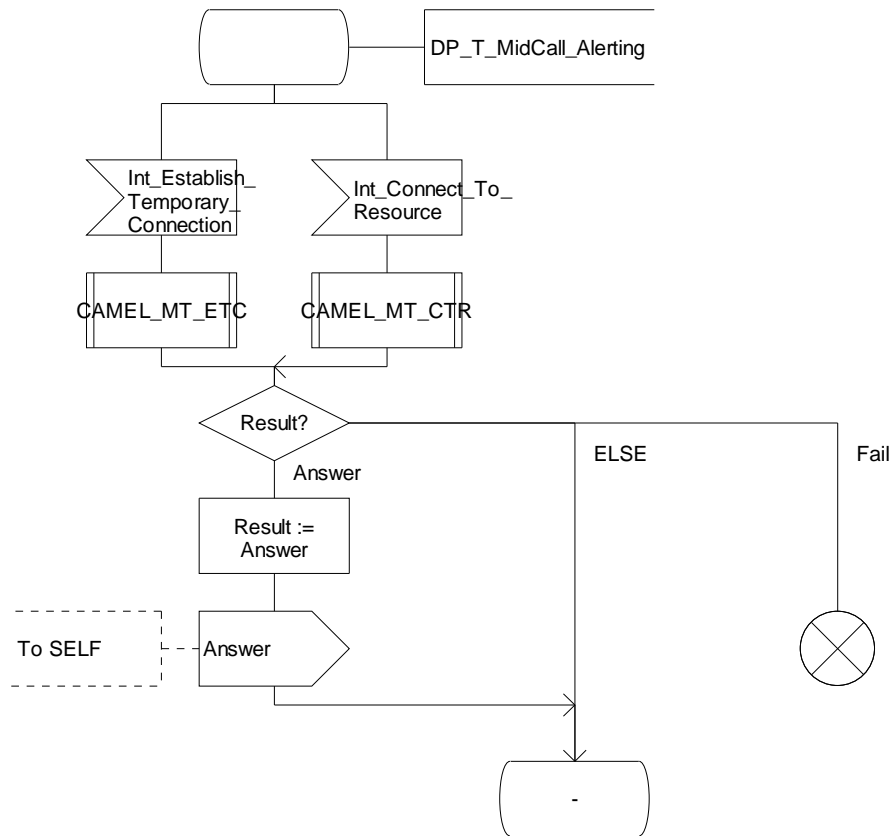 DP_T_MidCall_Alerting
Int_Establish_
Temporary_
Connection
Int_Connect_To_
Resource
CAMEL_MT_ETC
CAMEL_MT_CTR
Result?
ELSE
Fail
Answer
Result :=
Answer
To SELF
Answer
-